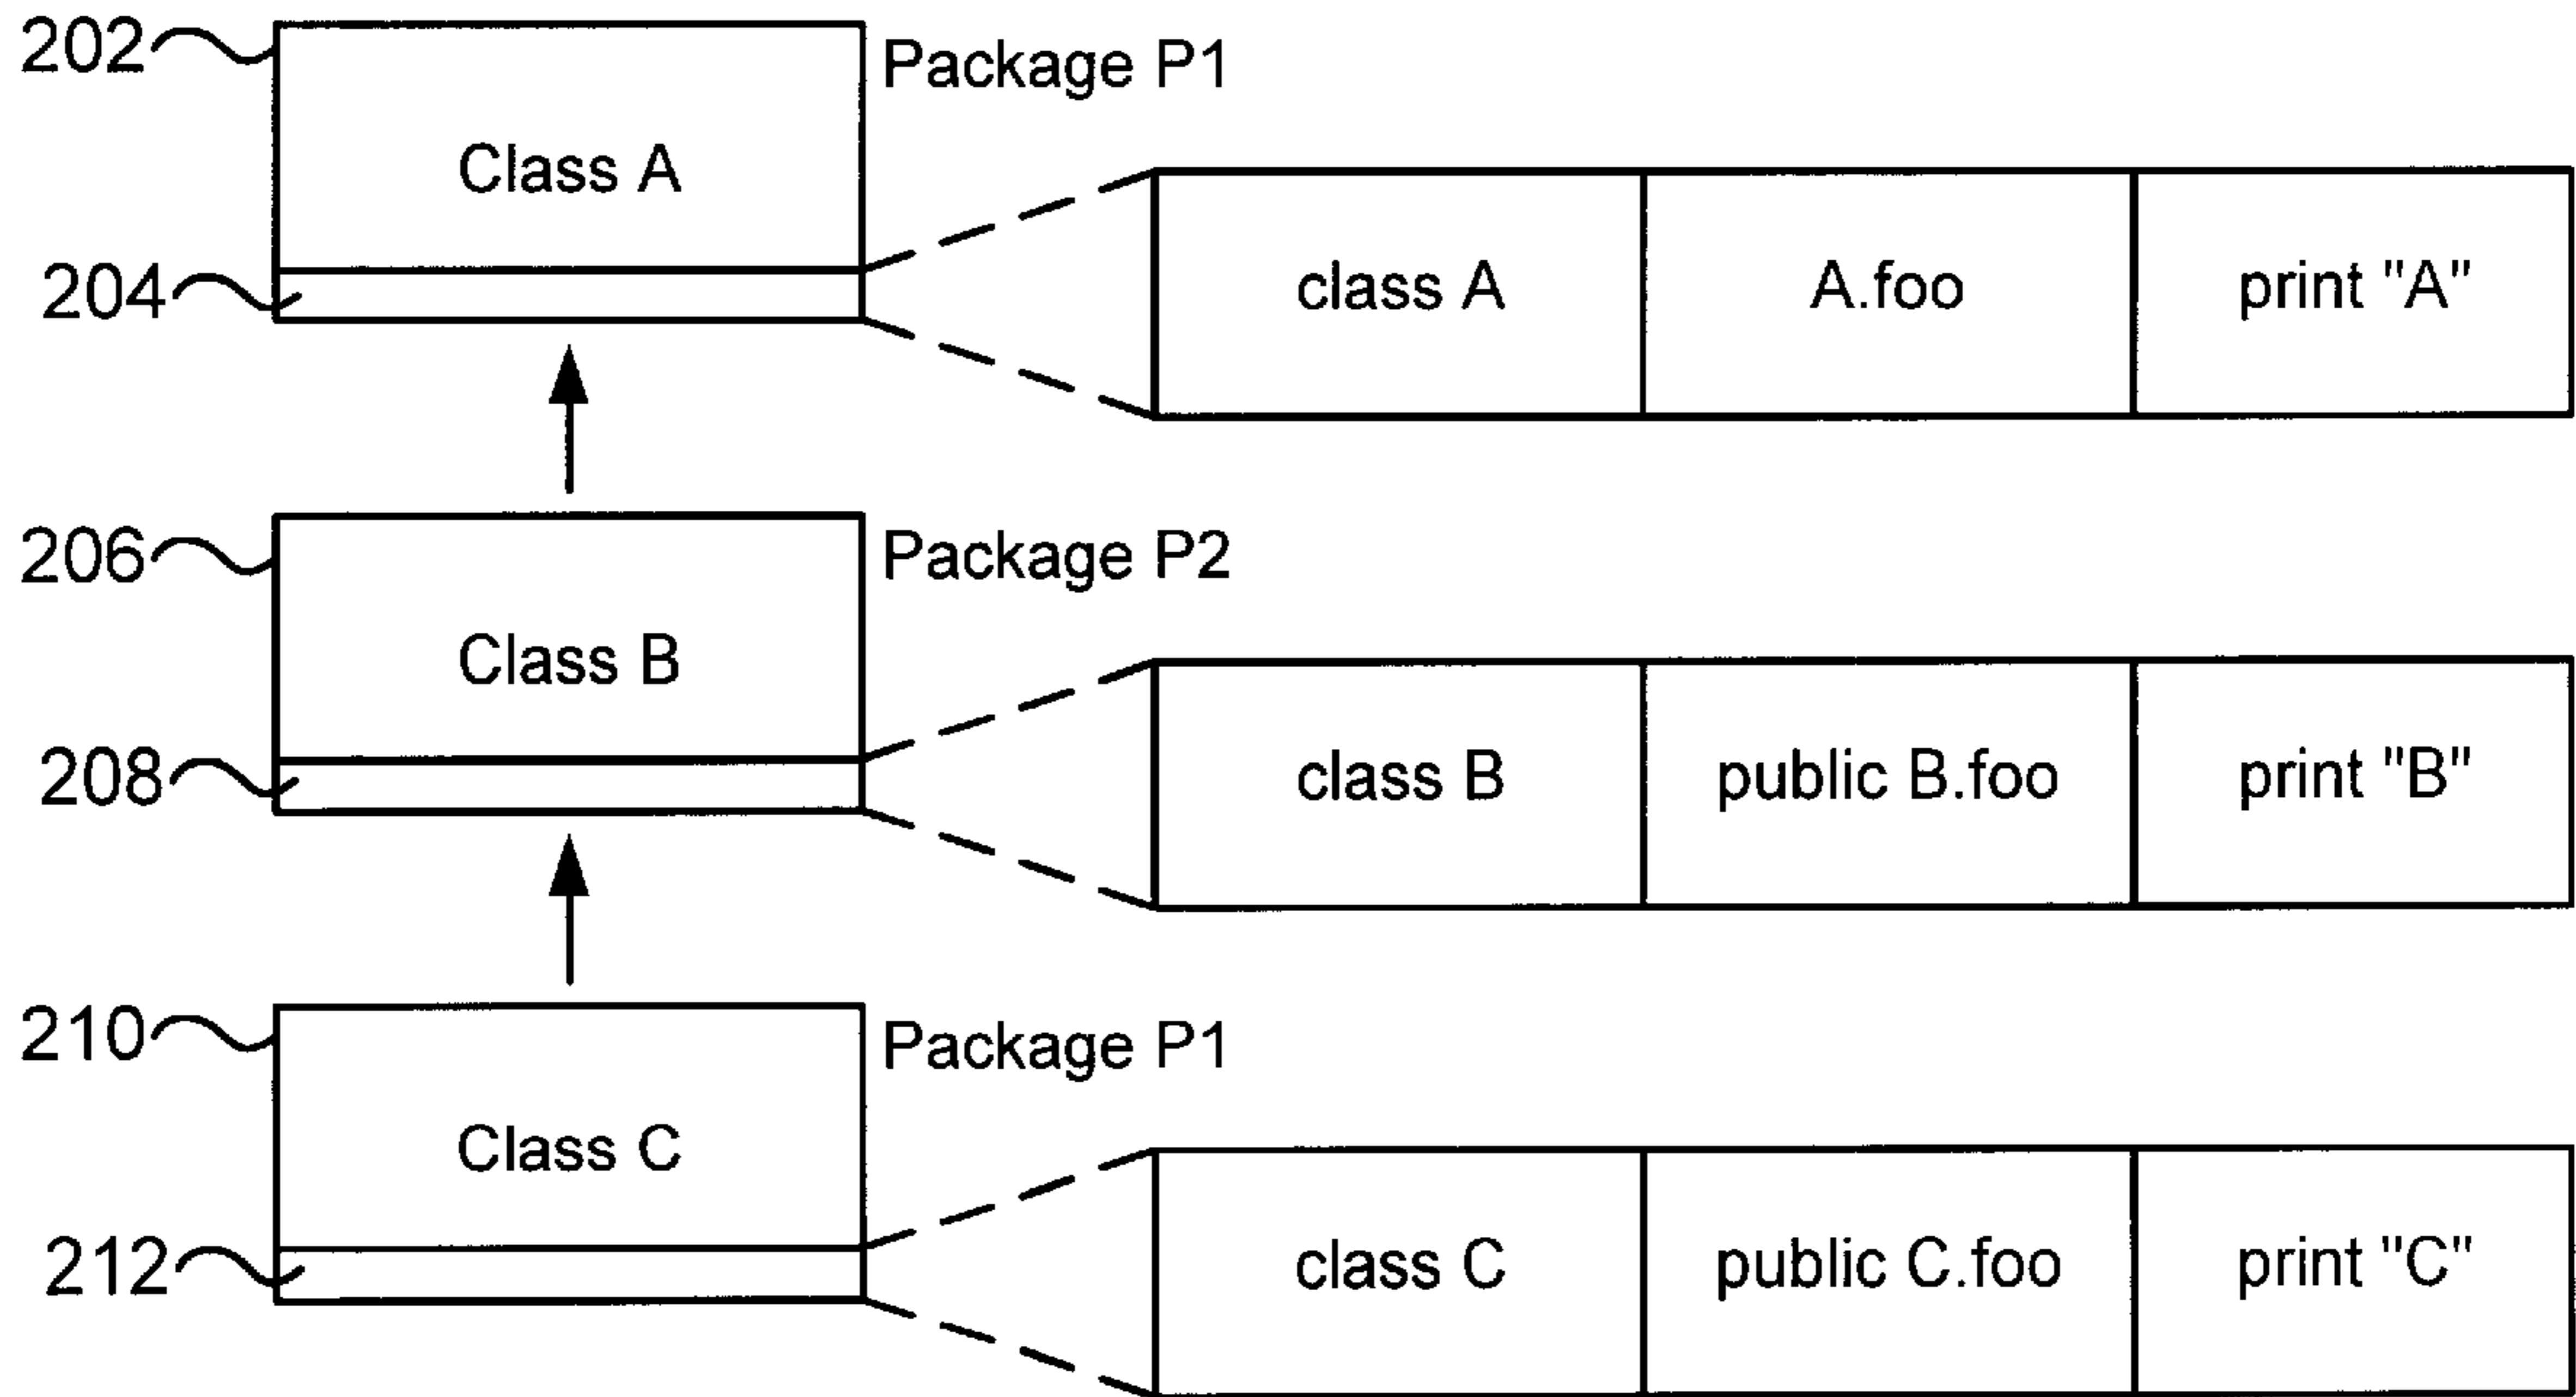 202
Package P1
Class A
204
class A
A.foo
print "A"
206
Package P2
Class B
208
class B
public B.foo
print "B"
210
Package P1
Class C
212
class C
public C.foo
print "C"